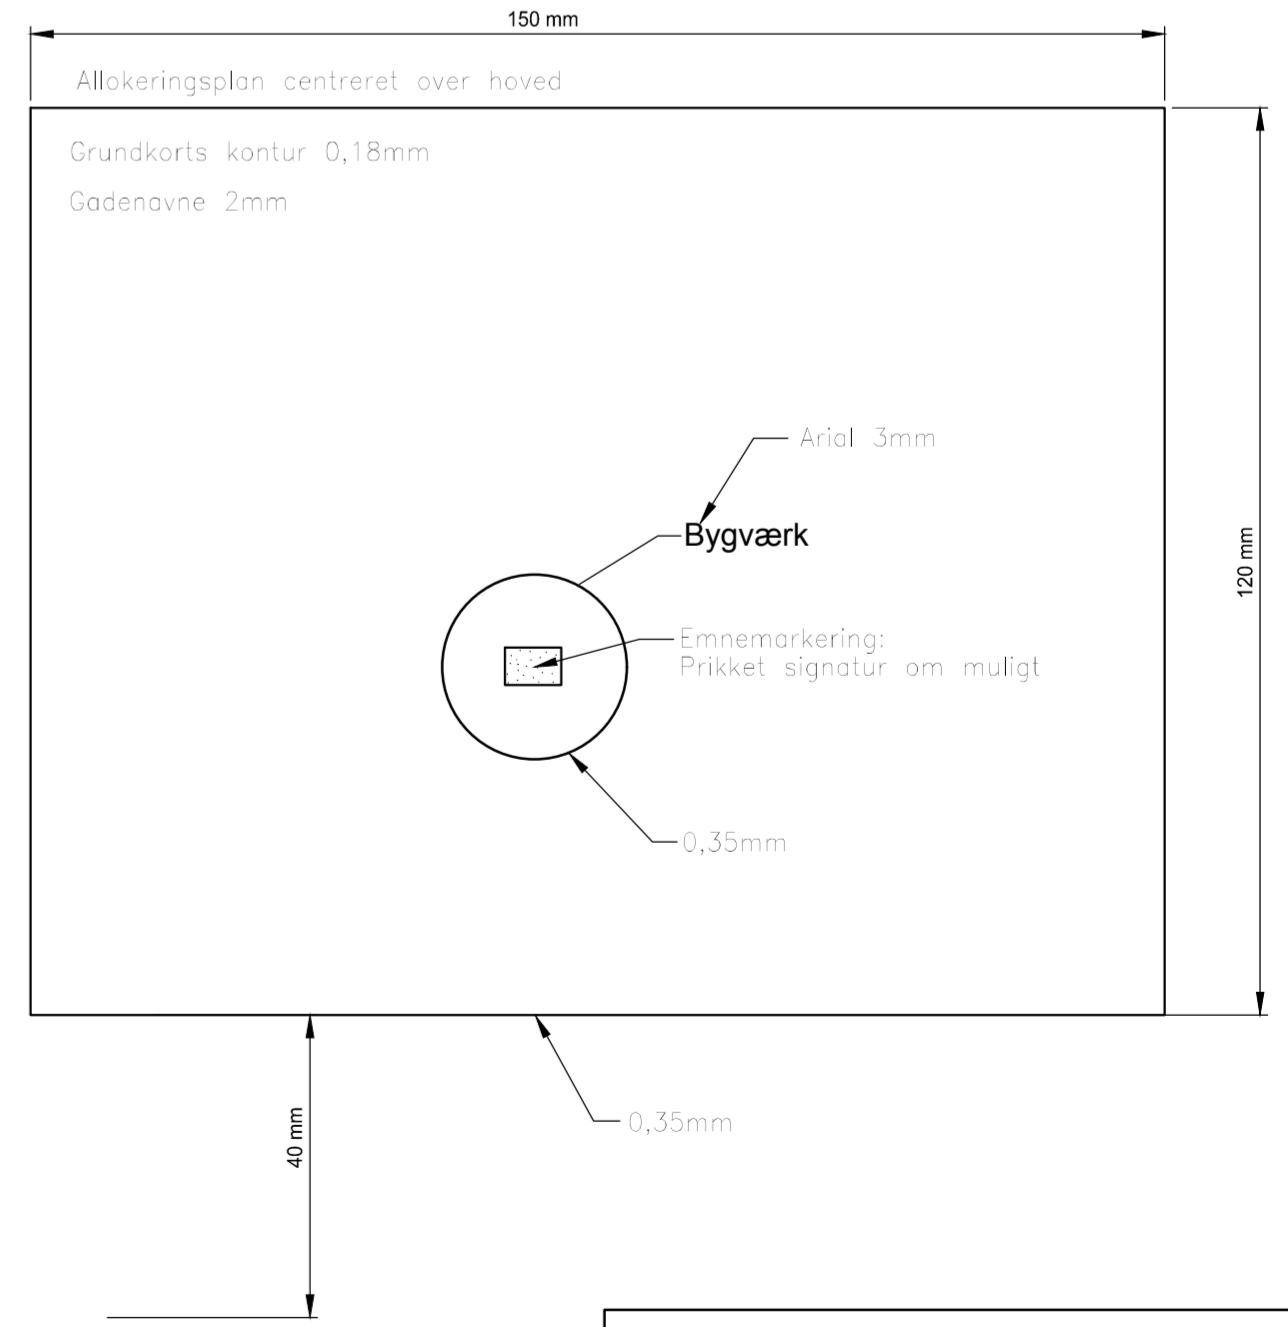 150 mm
Allokeringsplan centreret over hoved
Grundkorts kontur 0,18mm
Gadenavne 2mm
Arial 3mm
Bygværk
120 mm
Emnemarkering:
Prikket signatur om muligt
0,35mm
40 mm
0,35mm